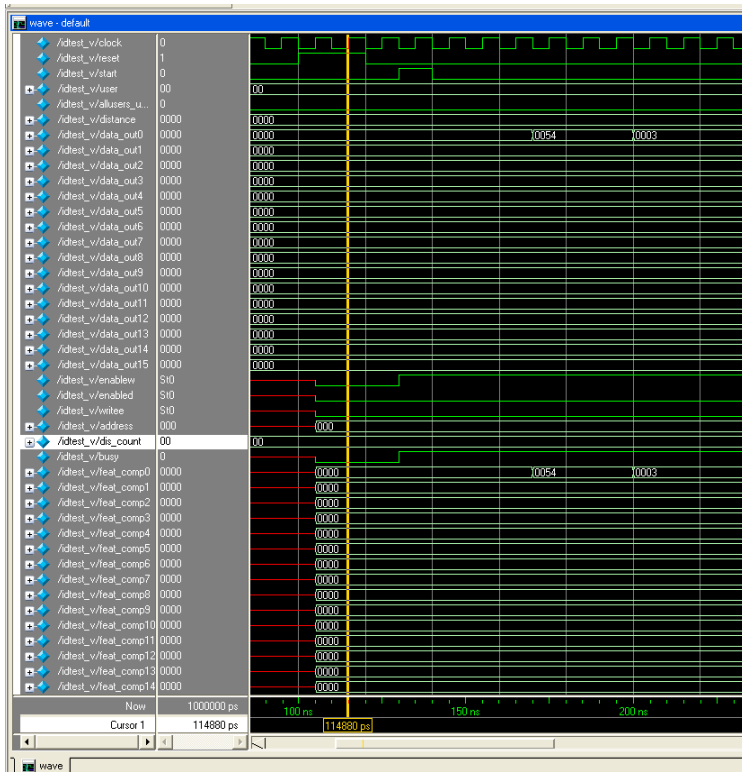 wave - default
/idtest_v/clock 0
/idtest_v/reset 1
/idtest_v/start 0
/idtest_v/user 00 00
/idtest_v/allusers_u... 0
/idtest_v/distance 0000 0000
/idtest_v/data_out0 0000 0000 0054 0003
/idtest_v/data_out1 0000 0000
/idtest_v/data_out2 0000 0000
/idtest_v/data_out3 0000 0000
/idtest_v/data_out4 0000 0000
/idtest_v/data_out5 0000 0000
/idtest_v/data_out6 0000 0000
/idtest_v/data_out7 0000 0000
/idtest_v/data_out8 0000 0000
/idtest_v/data_out9 0000 0000
/idtest_v/data_out10 0000 0000
/idtest_v/data_out11 0000 0000
/idtest_v/data_out12 0000 0000
/idtest_v/data_out13 0000 0000
/idtest_v/data_out14 0000 0000
/idtest_v/data_out15 0000 0000
/idtest_v/enablew St0
/idtest_v/enabled St0
/idtest_v/writee St0
/idtest_v/address 000 000
/idtest_v/dis_count 00 00
/idtest_v/busy 0
/idtest_v/feat_comp0 0000 0000 0054 0003
/idtest_v/feat_comp1 0000 0000
/idtest_v/feat_comp2 0000 0000
/idtest_v/feat_comp3 0000 0000
/idtest_v/feat_comp4 0000 0000
/idtest_v/feat_comp5 0000 0000
/idtest_v/feat_comp6 0000 0000
/idtest_v/feat_comp7 0000 0000
/idtest_v/feat_comp8 0000 0000
/idtest_v/feat_comp9 0000 0000
/idtest_v/feat_comp10 0000 0000
/idtest_v/feat_comp11 0000 0000
/idtest_v/feat_comp12 0000 0000
/idtest_v/feat_comp13 0000 0000
/idtest_v/feat_comp14 0000 0000
Now 1000000 ps 100 ns 150 ns 200 ns
Cursor 1 114880 ps 114880 ps
wave